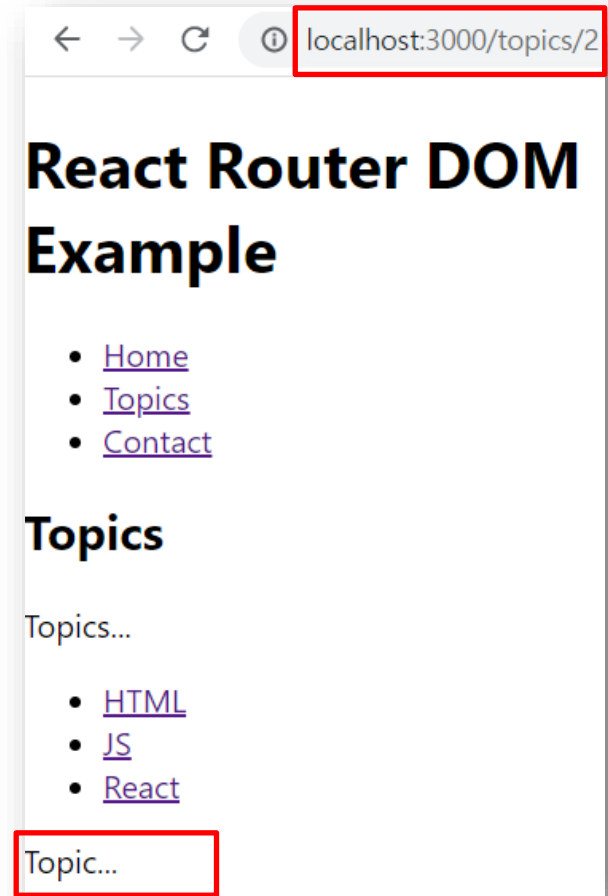 localhost:3000/topics/2
React Router DOM
Example
Home
Topics
Contact
Topics
Topics...
HTML
JS
React
Topic...